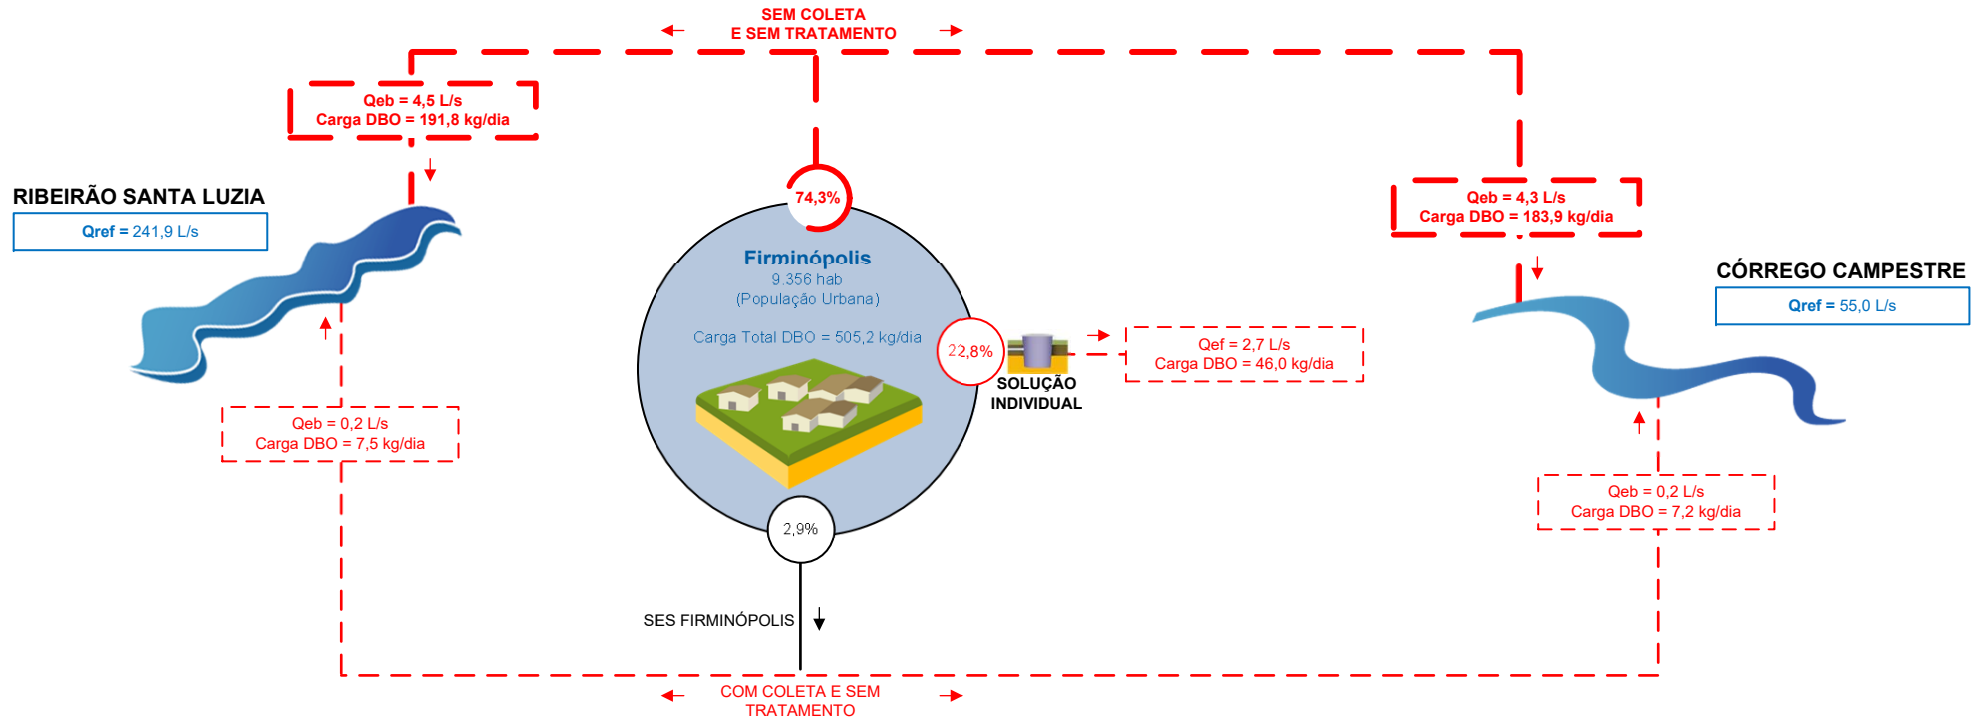 SEM COLETA
E SEM TRATAMENTO
Qeb = 4,5 L/s
Carga DBO = 191,8 kg/dia
RIBEIRÃO SANTA LUZIA
Qref = 241,9 L/s
74,3%
Qeb = 4,3 L/s
Carga DBO = 183,9 kg/dia
CÓRREGO CAMPESTRE
Qref = 55,0 L/s
Firminópolis
9.356 hab
(População Urbana)
Carga Total DBO = 505,2 kg/dia
22,8%
SOLUÇÃO
INDIVIDUAL
Qef = 2,7 L/s
Carga DBO = 46,0 kg/dia
Qeb = 0,2 L/s
Carga DBO = 7,5 kg/dia
2,9%
Qeb = 0,2 L/s
Carga DBO = 7,2 kg/dia
SES FIRMINÓPOLIS
COM COLETA E SEM
TRATAMENTO